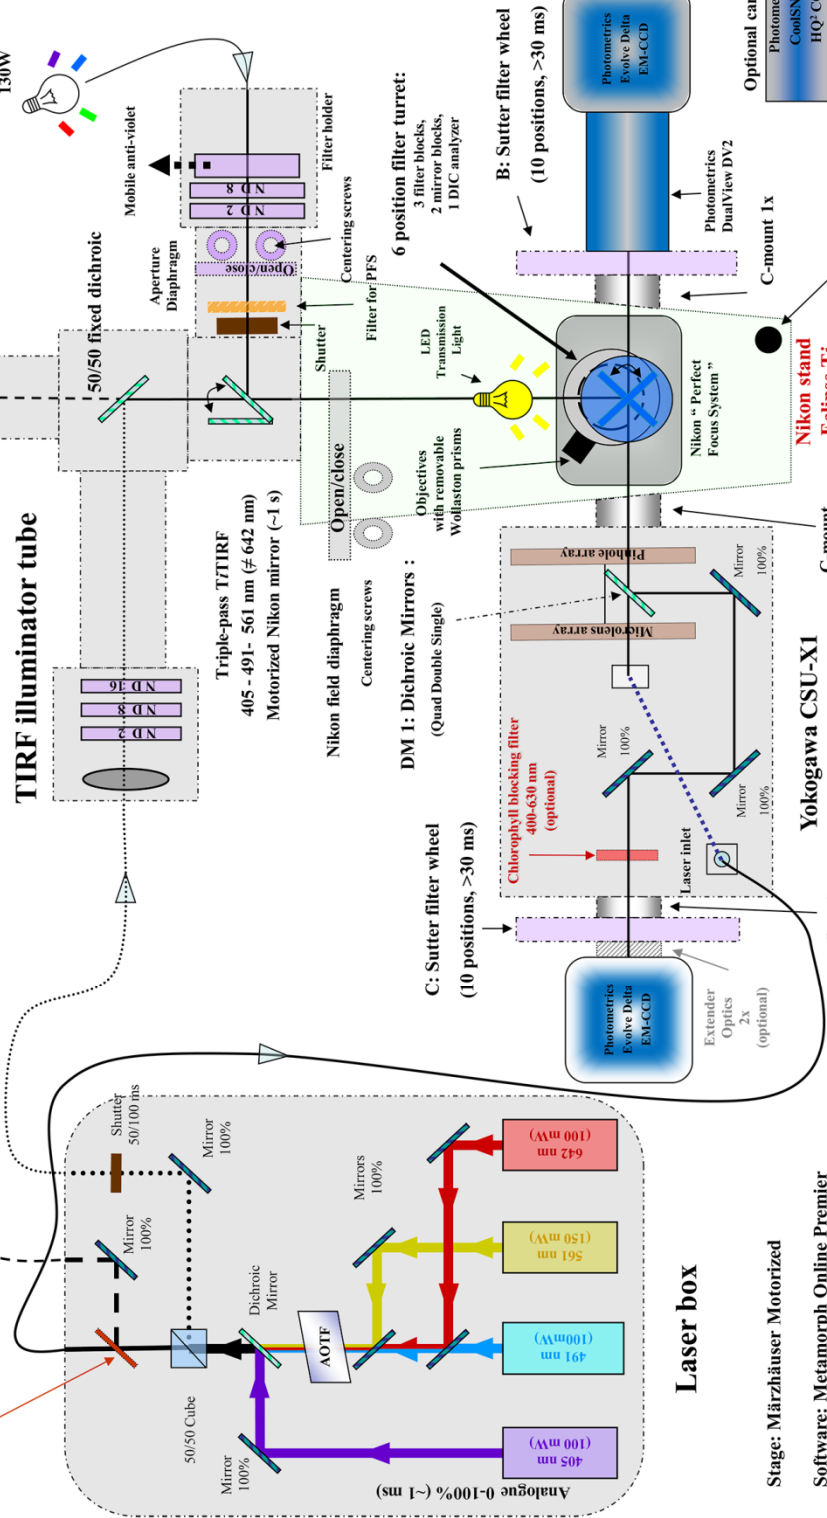 130W
Mobile anti-violet
Filter holder
N D 8
N D 2
Aperture
Diaphragm
Open/close
Centering screws
Filter for PFS
Shutter
50/50 fixed dichroic
TIRF illuminator tube
N D 16
N D 8
N D 2
Triple-pass TiTIRF
405 - 491- 561 nm (≠ 642 nm)
Motorized Nikon mirror (~1 s)
Open/close
Nikon field diaphragm
Centering screws
LED
Transmission
Light
Objectives
with removable
Wollaston prisms
6 position filter turret:
3 filter blocks,
2 mirror blocks,
1 DIC analyzer
B: Sutter filter wheel
(10 positions, >30 ms)
Photometrics
Evolve Delta
EM-CCD
Photometrics
DualView DV2
C-mount 1x
Optional
CoolSN
Nikon “ Perfect
Focus System ”
Nikon stand
DM 1: Dichroic Mirrors :
(Quad Double Single)
Pinhole array
Microlens array
Mirror
100%
Mirror
100%
Mirror
100%
Chlorophyll blocking filter
400-630 nm
(optional)
Laser inlet
Yokogawa CSU-X1
C: Sutter filter wheel
(10 positions, >30 ms)
Photometrics
Evolve Delta
EM-CCD
Extender
Optics
2x
(optional)
Shutter
50/100 ms
Mirror
100%
Mirror
100%
50/50 Cube
Dichroic
Mirror
Mirrors
100%
Mirror
100%
AOTF
405 nm
(100 mW)
491 nm
(100mW)
561 nm
(150 mW)
642 nm
(100 mW)
Analogue 0-100% (~1 ms)
Laser box
Stage: Märzhäuser Motorized
Software: Metamorph Online Premier